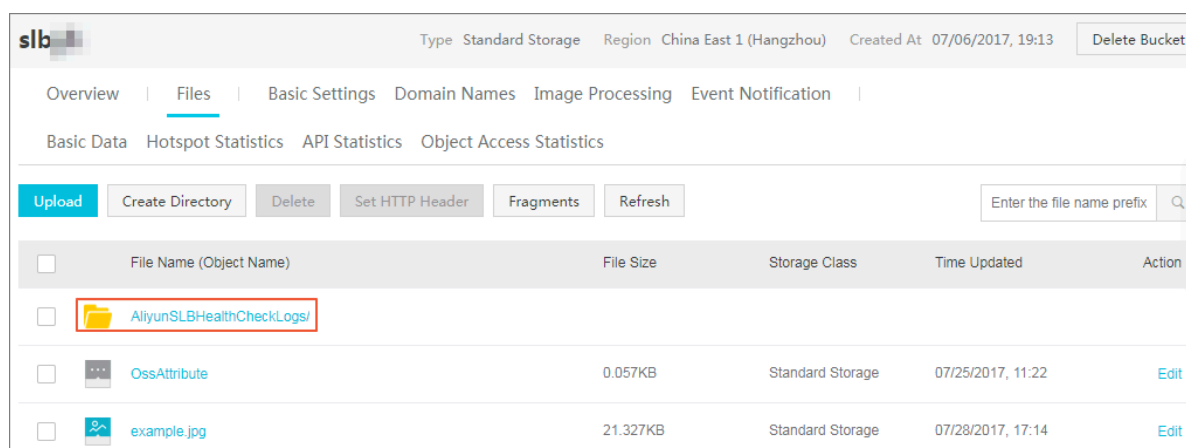 slb
Type Standard Storage Region China East 1 (Hangzhou) Created At 07/06/2017, 19:13 Delete Bucket
Overview | Files | Basic Settings Domain Names Image Processing Event Notification |
Basic Data Hotspot Statistics API Statistics Object Access Statistics
Upload Create Directory Delete Set HTTP Header Fragments Refresh Enter the file name prefix
File Name (Object Name) File Size Storage Class Time Updated Action
AliyunSLBHealthCheckLogs/
OssAttribute 0.057KB Standard Storage 07/25/2017, 11:22 Edit
example.jpg 21.327KB Standard Storage 07/28/2017, 17:14 Edit